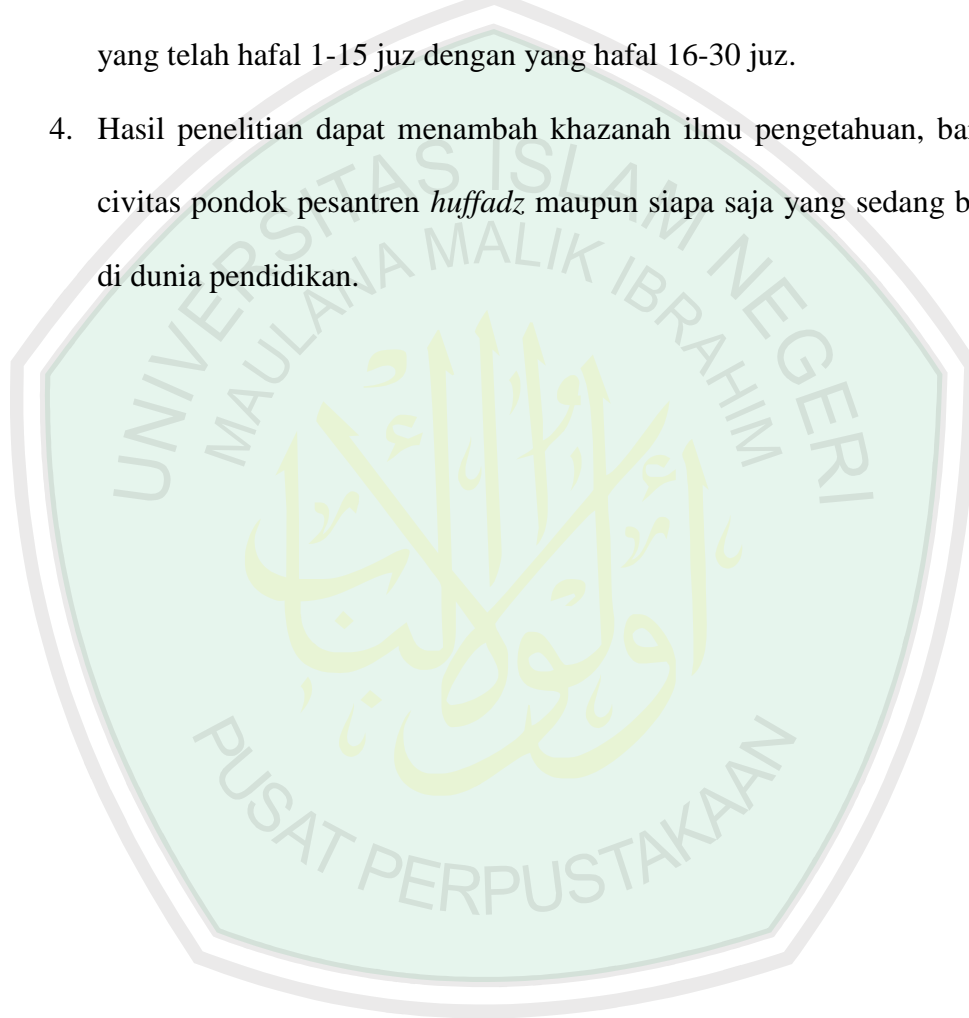 yang telah hafal 1-15 juz dengan yang hafal 16-30 juz.
4. Hasil penelitian dapat menambah khazanah ilmu pengetahuan,
civitas pondok pesantren huffadz maupun siapa saja yang sedang
di dunia pendidikan.
UNIVERSITAS ISLAM NEGERI
MAULANA MALIK IBRAHIM
PUSAT PERPUSTAKAAN